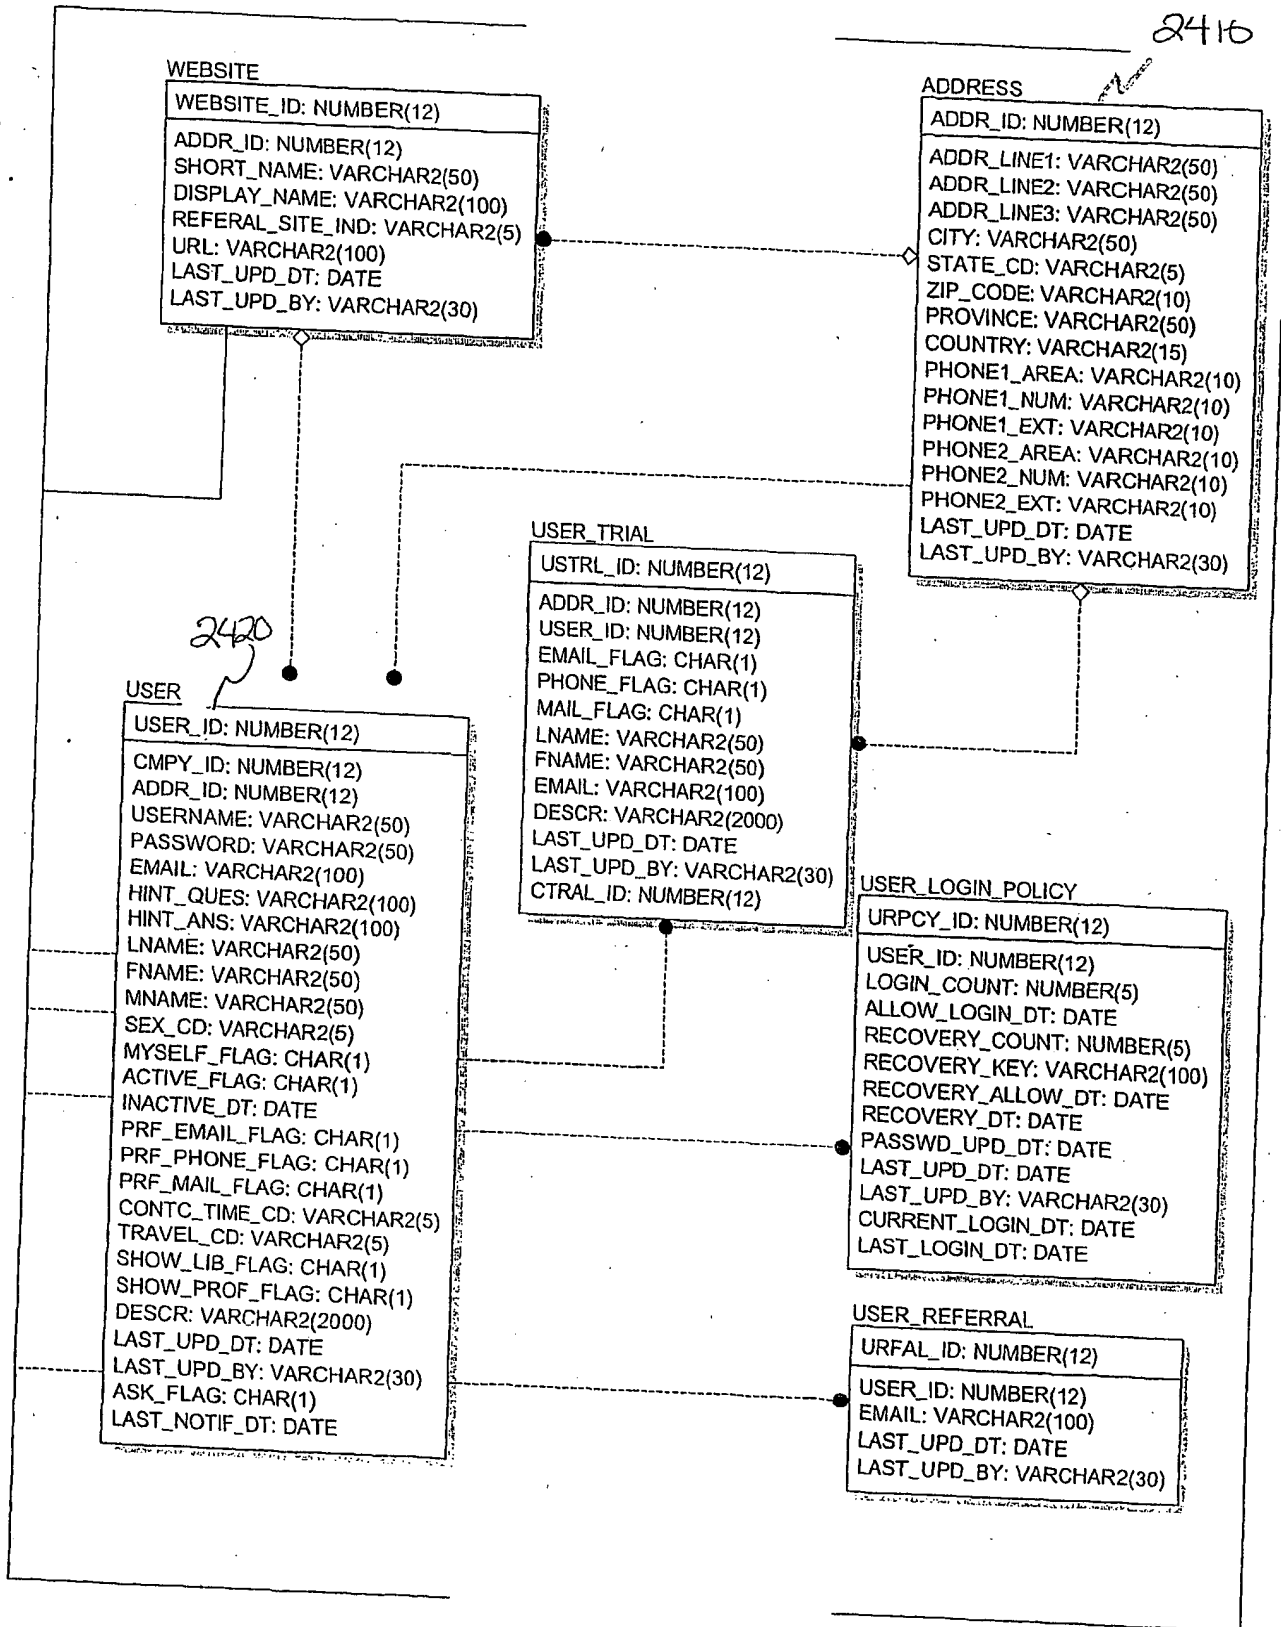 2410
WEBSITE
WEBSITE_ID: NUMBER(12)
ADDR_ID: NUMBER(12)
SHORT_NAME: VARCHAR2(50)
DISPLAY_NAME: VARCHAR2(100)
REFERAL_SITE_IND: VARCHAR2(5)
URL: VARCHAR2(100)
LAST_UPD_DT: DATE
LAST_UPD_BY: VARCHAR2(30)
ADDRESS
ADDR_ID: NUMBER(12)
ADDR_LINE1: VARCHAR2(50)
ADDR_LINE2: VARCHAR2(50)
ADDR_LINE3: VARCHAR2(50)
CITY: VARCHAR2(50)
STATE_CD: VARCHAR2(5)
ZIP_CODE: VARCHAR2(10)
PROVINCE: VARCHAR2(50)
COUNTRY: VARCHAR2(15)
PHONE1_AREA: VARCHAR2(10)
PHONE1_NUM: VARCHAR2(10)
PHONE1_EXT: VARCHAR2(10)
PHONE2_AREA: VARCHAR2(10)
PHONE2_NUM: VARCHAR2(10)
PHONE2_EXT: VARCHAR2(10)
LAST_UPD_DT: DATE
LAST_UPD_BY: VARCHAR2(30)
USER_TRIAL
USTRL_ID: NUMBER(12)
ADDR_ID: NUMBER(12)
USER_ID: NUMBER(12)
EMAIL_FLAG: CHAR(1)
PHONE_FLAG: CHAR(1)
MAIL_FLAG: CHAR(1)
LNAME: VARCHAR2(50)
FNAME: VARCHAR2(50)
EMAIL: VARCHAR2(100)
DESCR: VARCHAR2(2000)
LAST_UPD_DT: DATE
LAST_UPD_BY: VARCHAR2(30)
CTRAL_ID: NUMBER(12)
2420
USER
USER_ID: NUMBER(12)
CMPY_ID: NUMBER(12)
ADDR_ID: NUMBER(12)
USERNAME: VARCHAR2(50)
PASSWORD: VARCHAR2(50)
EMAIL: VARCHAR2(100)
HINT_QUES: VARCHAR2(100)
HINT_ANS: VARCHAR2(100)
LNAME: VARCHAR2(50)
FNAME: VARCHAR2(50)
MNAME: VARCHAR2(50)
SEX_CD: VARCHAR2(5)
MYSELF_FLAG: CHAR(1)
ACTIVE_FLAG: CHAR(1)
INACTIVE_DT: DATE
PRF_EMAIL_FLAG: CHAR(1)
PRF_PHONE_FLAG: CHAR(1)
PRF_MAIL_FLAG: CHAR(1)
CONTC_TIME_CD: VARCHAR2(5)
TRAVEL_CD: VARCHAR2(5)
SHOW_LIB_FLAG: CHAR(1)
SHOW_PROF_FLAG: CHAR(1)
DESCR: VARCHAR2(2000)
LAST_UPD_DT: DATE
LAST_UPD_BY: VARCHAR2(30)
ASK_FLAG: CHAR(1)
LAST_NOTIF_DT: DATE
USER_LOGIN_POLICY
URPCY_ID: NUMBER(12)
USER_ID: NUMBER(12)
LOGIN_COUNT: NUMBER(5)
ALLOW_LOGIN_DT: DATE
RECOVERY_COUNT: NUMBER(5)
RECOVERY_KEY: VARCHAR2(100)
RECOVERY_ALLOW_DT: DATE
RECOVERY_DT: DATE
PASSWD_UPD_DT: DATE
LAST_UPD_DT: DATE
LAST_UPD_BY: VARCHAR2(30)
CURRENT_LOGIN_DT: DATE
LAST_LOGIN_DT: DATE
USER_REFERRAL
URFAL_ID: NUMBER(12)
USER_ID: NUMBER(12)
EMAIL: VARCHAR2(100)
LAST_UPD_DT: DATE
LAST_UPD_BY: VARCHAR2(30)